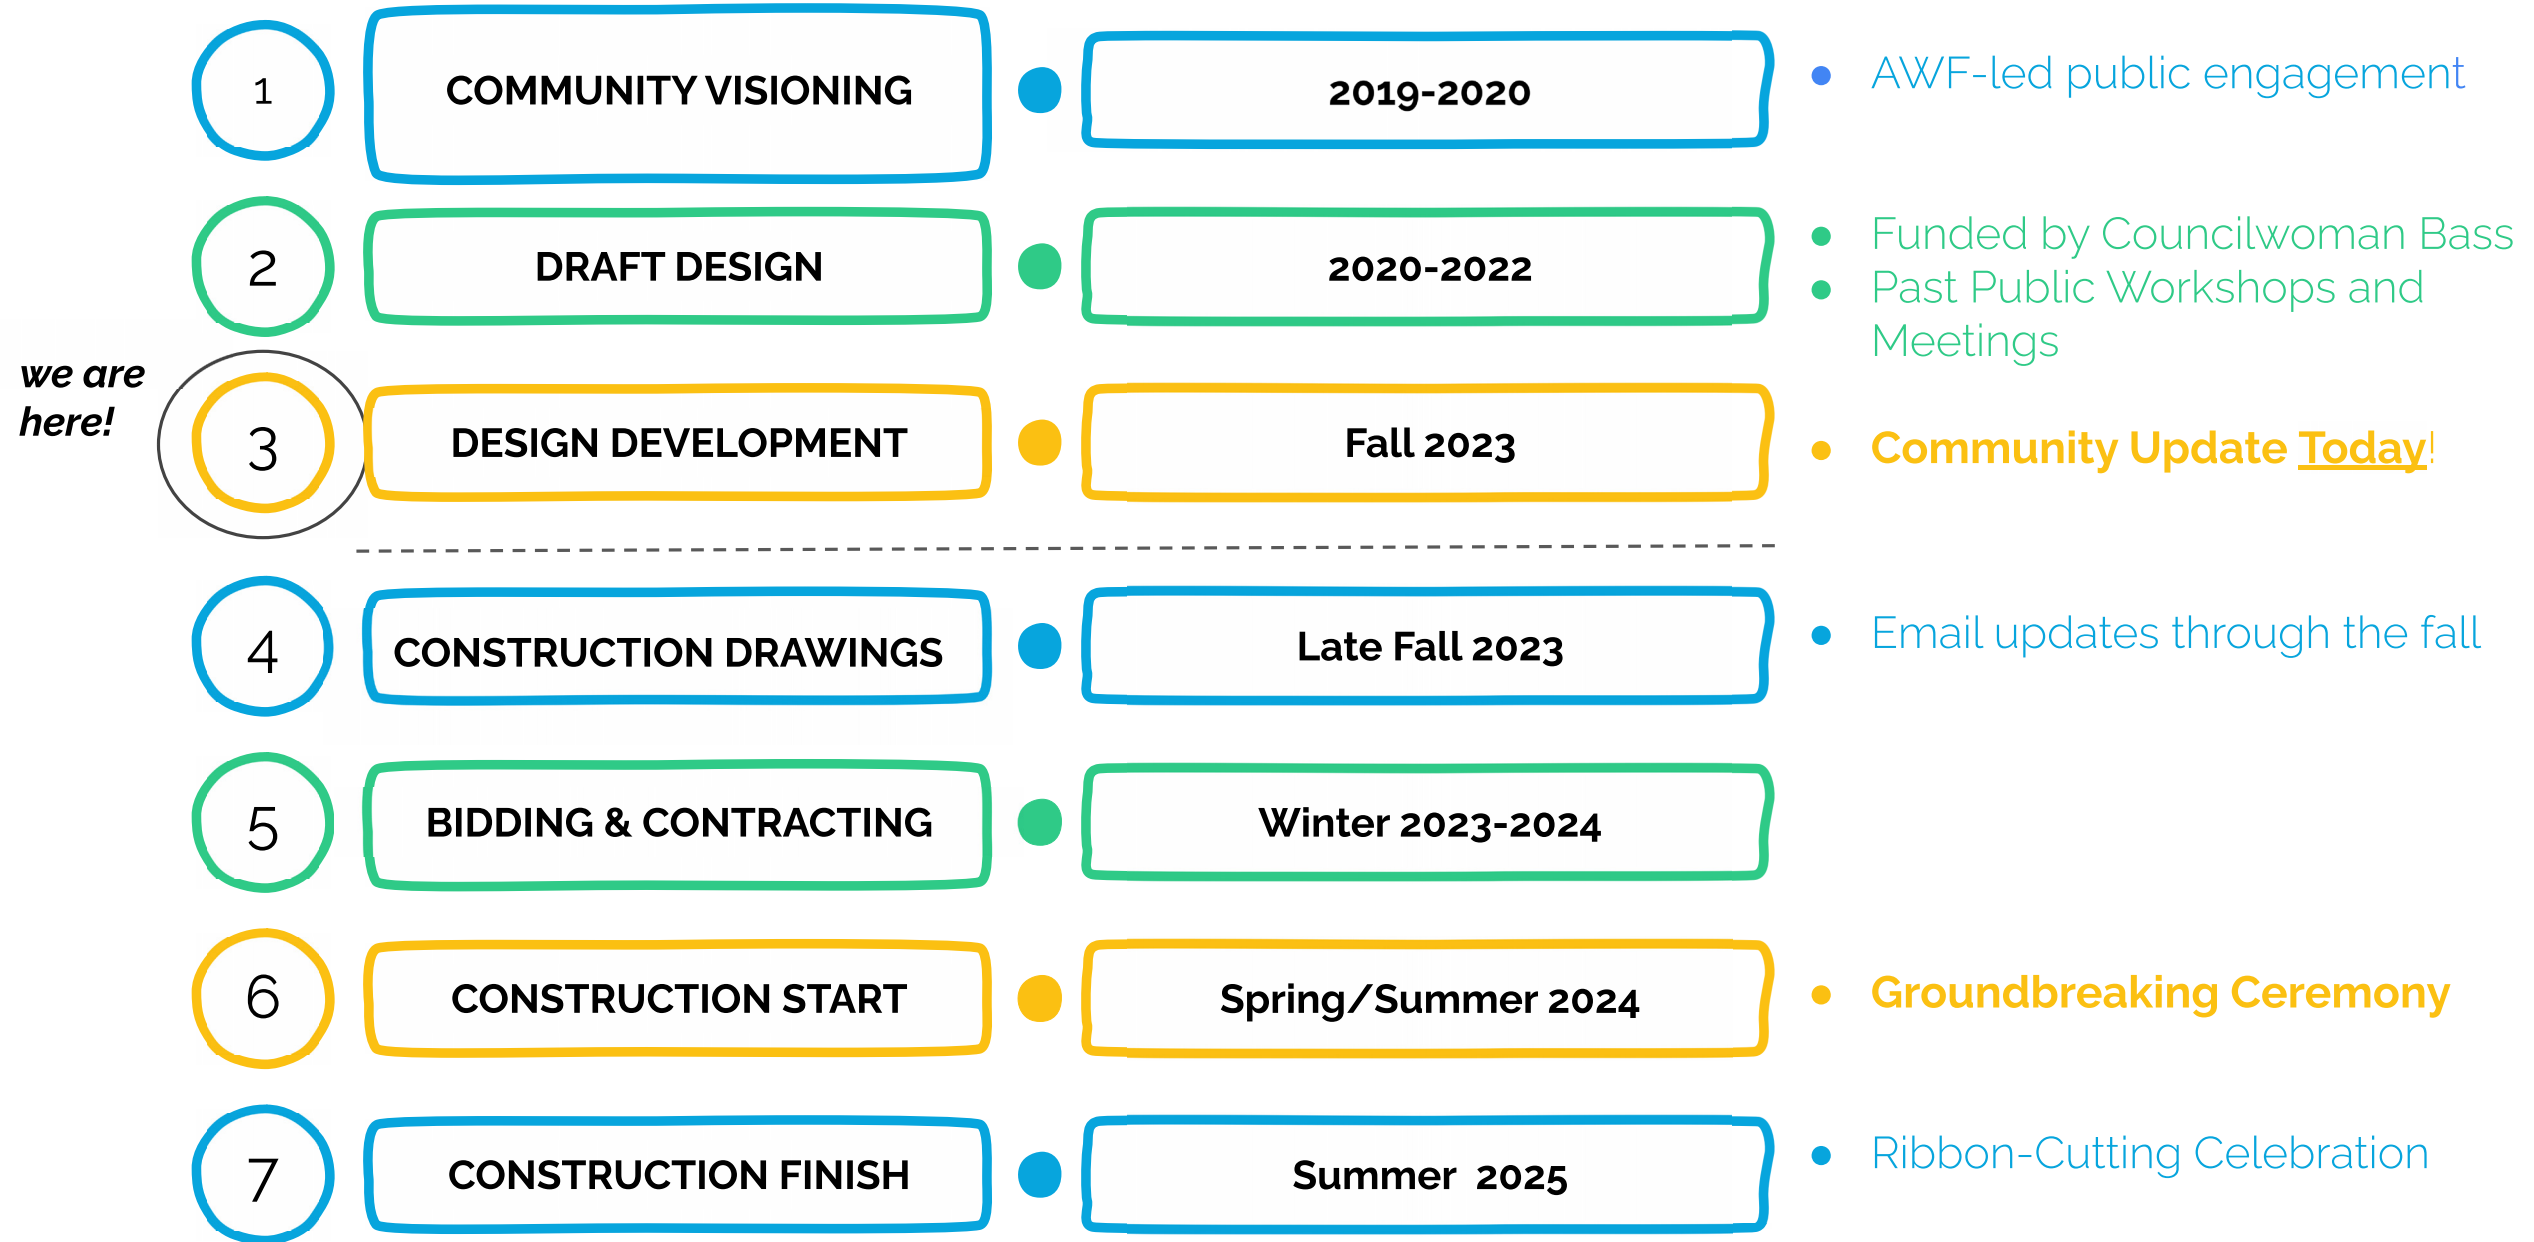 1
COMMUNITY VISIONING
2019-2020
• AWF-led public engagement
2
DRAFT DESIGN
2020-2022
• Funded by Councilwoman Bass
• Past Public Workshops and
Meetings
we are
here!
3
DESIGN DEVELOPMENT
Fall 2023
• Community Update Today!
4
CONSTRUCTION DRAWINGS
Late Fall 2023
• Email updates through the fall
5
BIDDING & CONTRACTING
Winter 2023-2024
6
CONSTRUCTION START
Spring/Summer 2024
• Groundbreaking Ceremony
7
CONSTRUCTION FINISH
Summer 2025
• Ribbon-Cutting Celebration